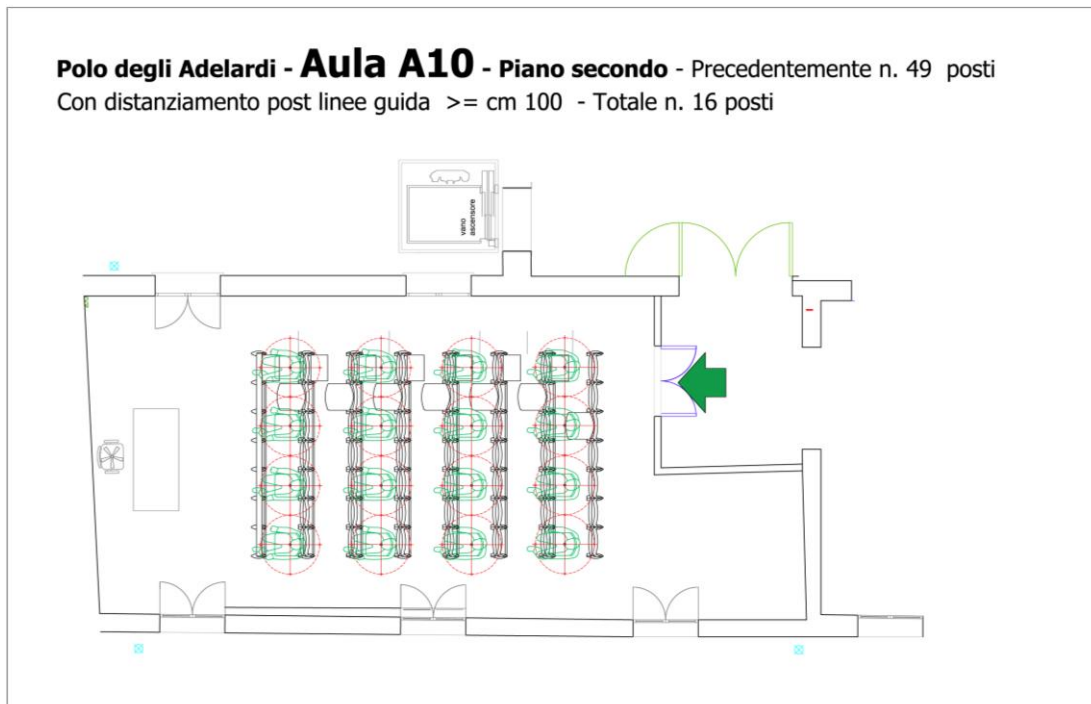 Polo degli Adelardi - Aula A10 - Piano secondo - Precedentemente n. 49 posti
Con distanziamento post linee guida >= cm 100 - Totale n. 16 posti
vano
ascensore